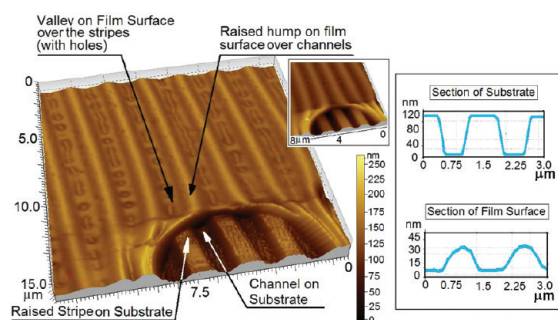 Valley on Film Surface
over the stripes
(with holes)
Raised hump on film
surface over channels
0
5.0
10.0
15.0
μm
7.5
0
Raised Stripe on Substrate
Channel on
Substrate
8μm
4
0
nm
250
225
200
175
150
125
100
75
50
25
0
Section of Substrate
nm
120
100
80
60
40
20
0
0
0.75
1.5
2.25
3.0
μm
Section of Film Surface
nm
45
30
15
0
0
0.75
1.5
2.25
3.0
μm